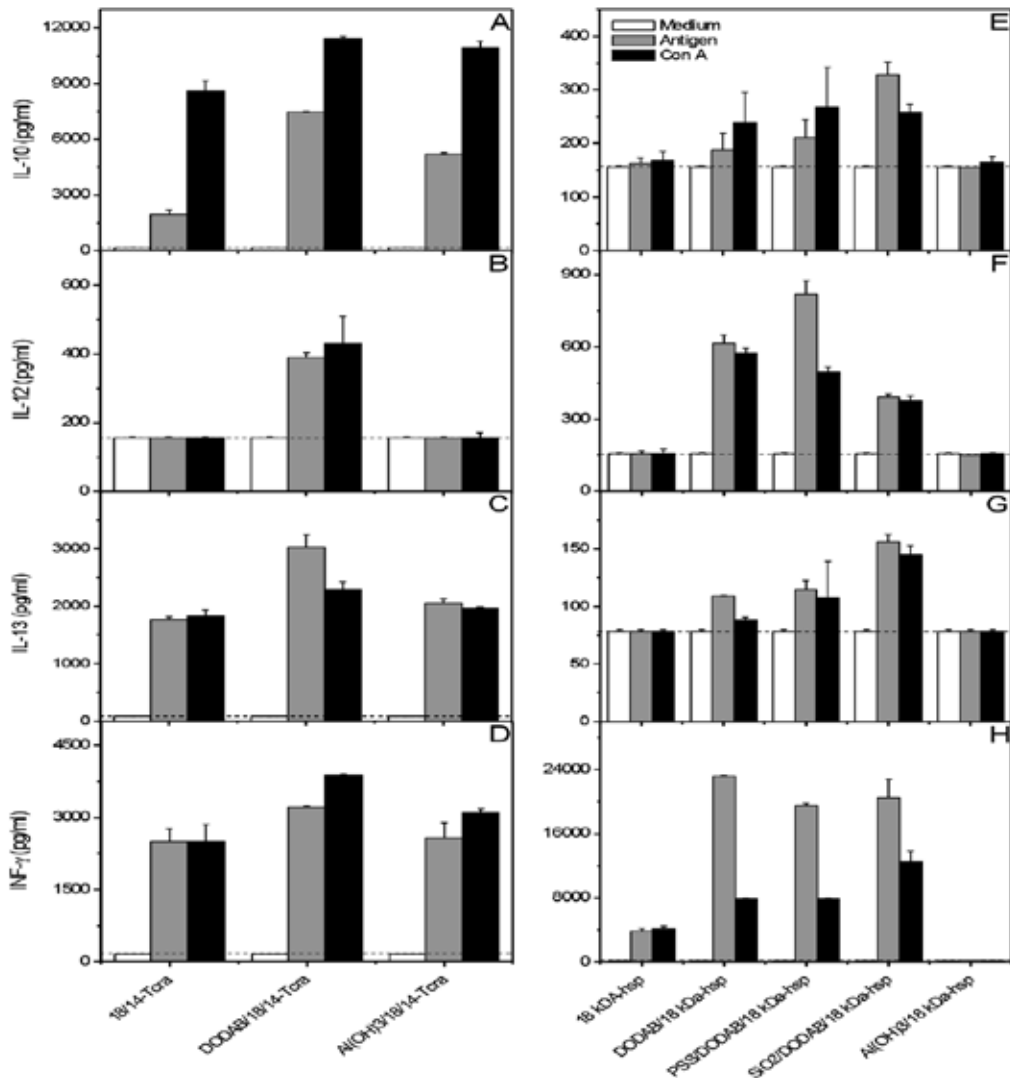 A
12000
9000
6000
3000
0
IL-10 (pg/ml)
B
600
400
200
0
IL-12 (pg/ml)
C
3000
2000
1000
0
IL-13 (pg/ml)
D
4500
3000
1500
0
INF-γ (pg/ml)
18/14-Tcra
DODAB/18/14-Tcra
Al(OH)3/18/14-Tcra
Medium
Antigen
Con A
E
400
300
200
100
0
F
900
600
300
0
G
150
100
50
0
H
24000
16000
8000
0
18 kDA-hsp
DODAB/18 kDa-hsp
PSS/DODAB/18 kDa-hsp
SiO2/DODAB/18 kDa-hsp
Al(OH)3/18 kDa-hsp